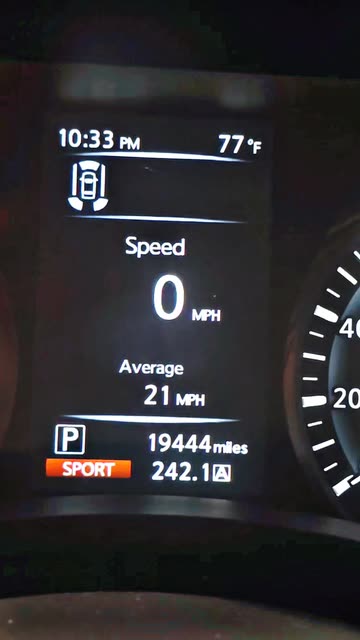 10:33 PM 77°F
Speed
0 MPH
Average
21 MPH
P 19444 miles
SPORT 242.1 A
40
20